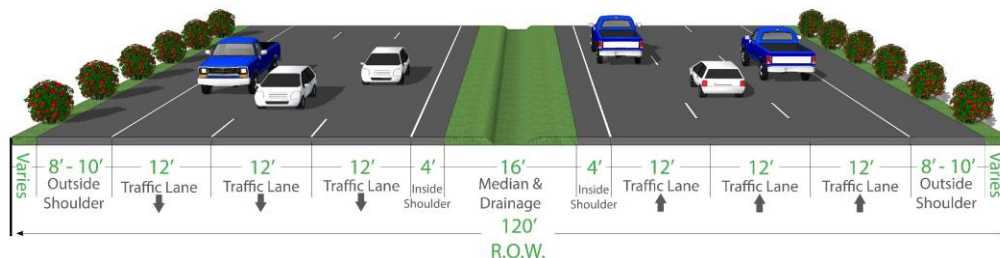 Varies
8' - 10'
Outside
Shoulder
12'
Traffic Lane
12'
Traffic Lane
12'
Traffic Lane
4'
Inside
Shoulder
16'
Median &
Drainage
4'
Inside
Shoulder
12'
Traffic Lane
12'
Traffic Lane
12'
Traffic Lane
8' - 10'
Outside
Shoulder
Varies
120'
R.O.W.